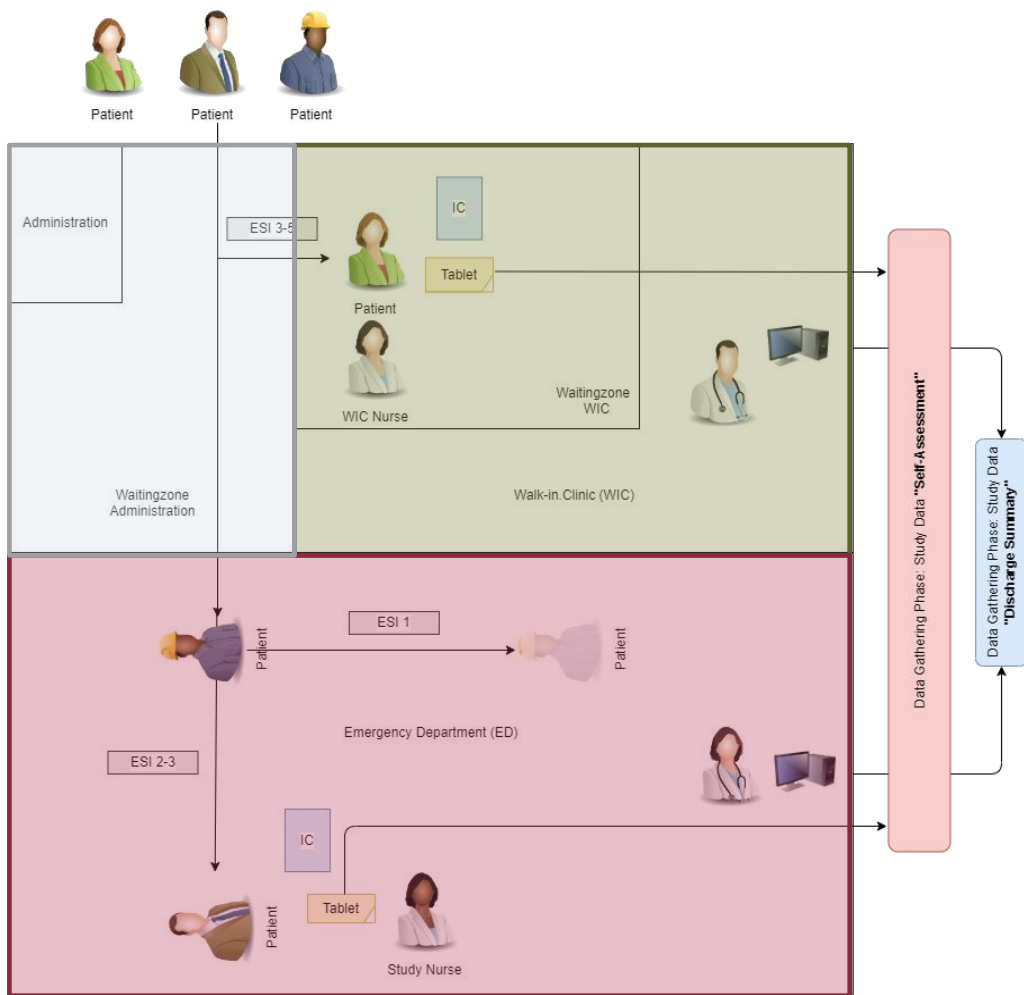 Patient
Patient
Patient
Administration
ESI 3-5
IC
Tablet
Patient
WIC Nurse
Waitingzone
WIC
Waitingzone
Administration
Walk-in.Clinic (WIC)
ESI 1
Patient
Patient
Emergency Department (ED)
ESI 2-3
IC
Tablet
Patient
Study Nurse
Data Gathering Phase: Study Data "Self-Assessment"
Data Gathering Phase: Study Data
"Discharge Summary"